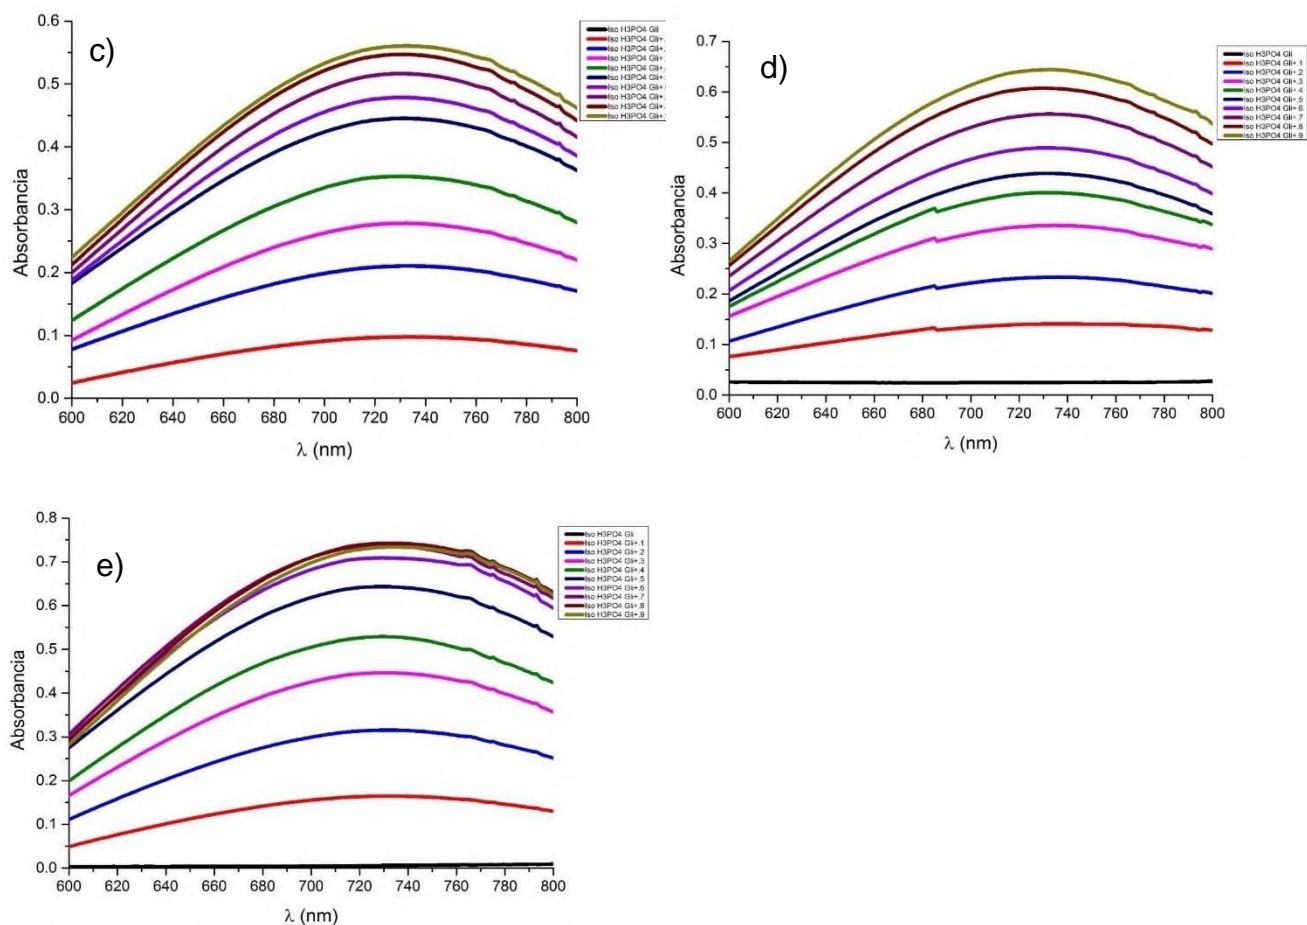 c)
0.6
0.5
0.4
0.3
0.2
0.1
0.0
Absorbancia
600 620 640 660 680 700 720 740 760 780 800
λ (nm)
Iso H3PO4 Gli
d)
0.7
0.6
0.5
0.4
0.3
0.2
0.1
0.0
Absorbancia
600 620 640 660 680 700 720 740 760 780 800
λ (nm)
Iso H3PO4 Gli
Iso H3PO4 Gli+.1
Iso H3PO4 Gli+.2
Iso H3PO4 Gli+.3
Iso H3PO4 Gli+.4
Iso H3PO4 Gli+.5
Iso H3PO4 Gli+.6
Iso H3PO4 Gli+.7
Iso H3PO4 Gli+.8
Iso H3PO4 Gli+.9
e)
0.8
0.7
0.6
0.5
0.4
0.3
0.2
0.1
0.0
Absorbancia
600 620 640 660 680 700 720 740 760 780 800
λ (nm)
Iso H3PO4 Gli
Iso H3PO4 Gli+.1
Iso H3PO4 Gli+.2
Iso H3PO4 Gli+.3
Iso H3PO4 Gli+.4
Iso H3PO4 Gli+.5
Iso H3PO4 Gli+.6
Iso H3PO4 Gli+.7
Iso H3PO4 Gli+.8
Iso H3PO4 Gli+.9